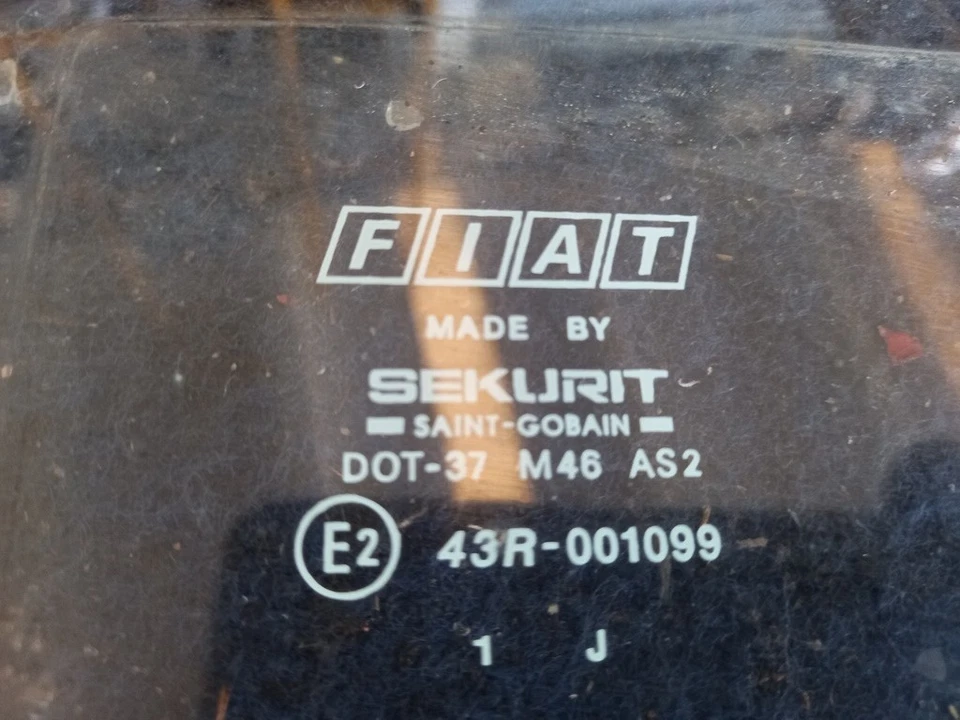 FIAT
MADE BY
SEKURIT
SAINT-GOBAIN
DOT-37 M46 AS2
E2 43R-001099
1 J